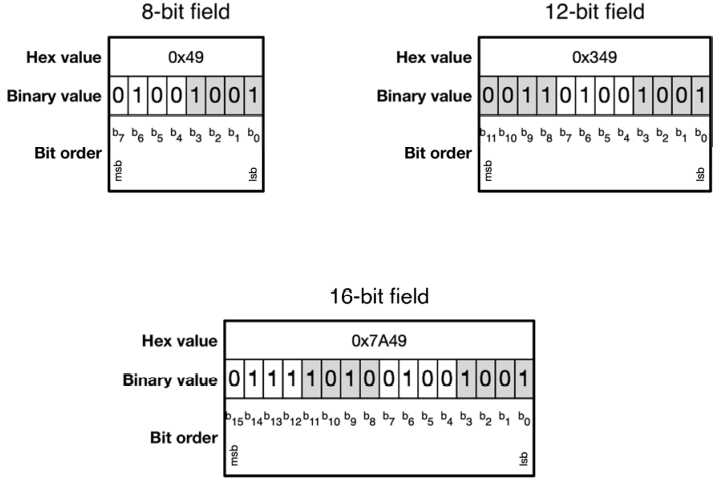 8-bit field
Hex value 0x49
Binary value 0 1 0 0 1 0 0 1
Bit order b7 b6 b5 b4 b3 b2 b1 b0
msb lsb
12-bit field
Hex value 0x349
Binary value 0 0 1 1 0 1 0 0 1 0 0 1
Bit order b11 b10 b9 b8 b7 b6 b5 b4 b3 b2 b1 b0
msb lsb
16-bit field
Hex value 0x7A49
Binary value 0 1 1 1 1 0 1 0 0 1 0 0 1 0 0 1
Bit order b15 b14 b13 b12 b11 b10 b9 b8 b7 b6 b5 b4 b3 b2 b1 b0
msb lsb